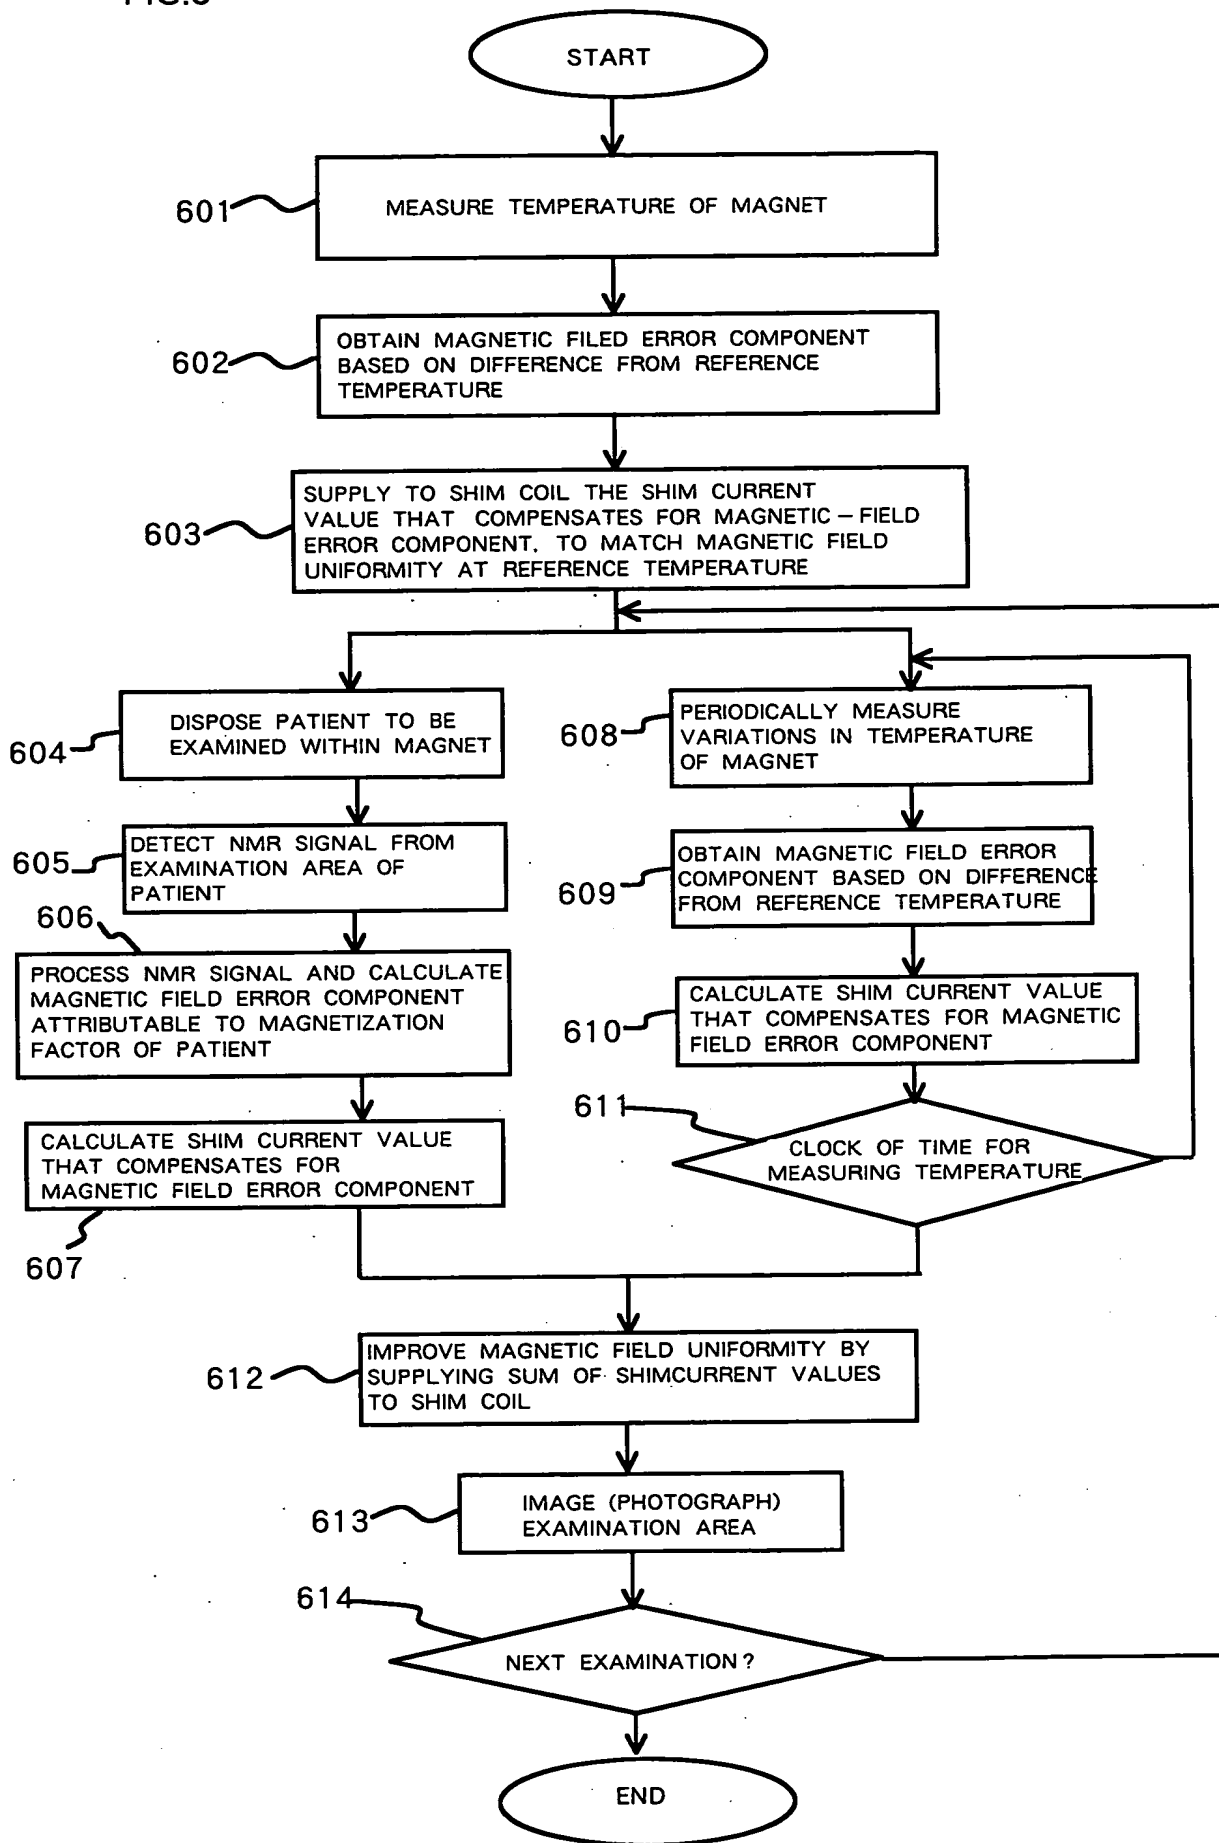 START
601
MEASURE TEMPERATURE OF MAGNET
602
OBTAIN MAGNETIC FILED ERROR COMPONENT
BASED ON DIFFERENCE FROM REFERENCE
TEMPERATURE
603
SUPPLY TO SHIM COIL THE SHIM CURRENT
VALUE THAT COMPENSATES FOR MAGNETIC-FIELD
ERROR COMPONENT. TO MATCH MAGNETIC FIELD
UNIFORMITY AT REFERENCE TEMPERATURE
604
DISPOSE PATIENT TO BE
EXAMINED WITHIN MAGNET
605
DETECT NMR SIGNAL FROM
EXAMINATION AREA OF
PATIENT
606
PROCESS NMR SIGNAL AND CALCULATE
MAGNETIC FIELD ERROR COMPONENT
ATTRIBUTABLE TO MAGNETIZATION
FACTOR OF PATIENT
CALCULATE SHIM CURRENT VALUE
THAT COMPENSATES FOR
MAGNETIC FIELD ERROR COMPONENT
607
608
PERIODICALLY MEASURE
VARIATIONS IN TEMPERATURE
OF MAGNET
609
OBTAIN MAGNETIC FIELD ERROR
COMPONENT BASED ON DIFFERENCE
FROM REFERENCE TEMPERATURE
610
CALCULATE SHIM CURRENT VALUE
THAT COMPENSATES FOR MAGNETIC
FIELD ERROR COMPONENT
611
CLOCK OF TIME FOR
MEASURING TEMPERATURE
612
IMPROVE MAGNETIC FIELD UNIFORMITY BY
SUPPLYING SUM OF SHIMCURRENT VALUES
TO SHIM COIL
613
IMAGE (PHOTOGRAPH)
EXAMINATION AREA
614
NEXT EXAMINATION?
END